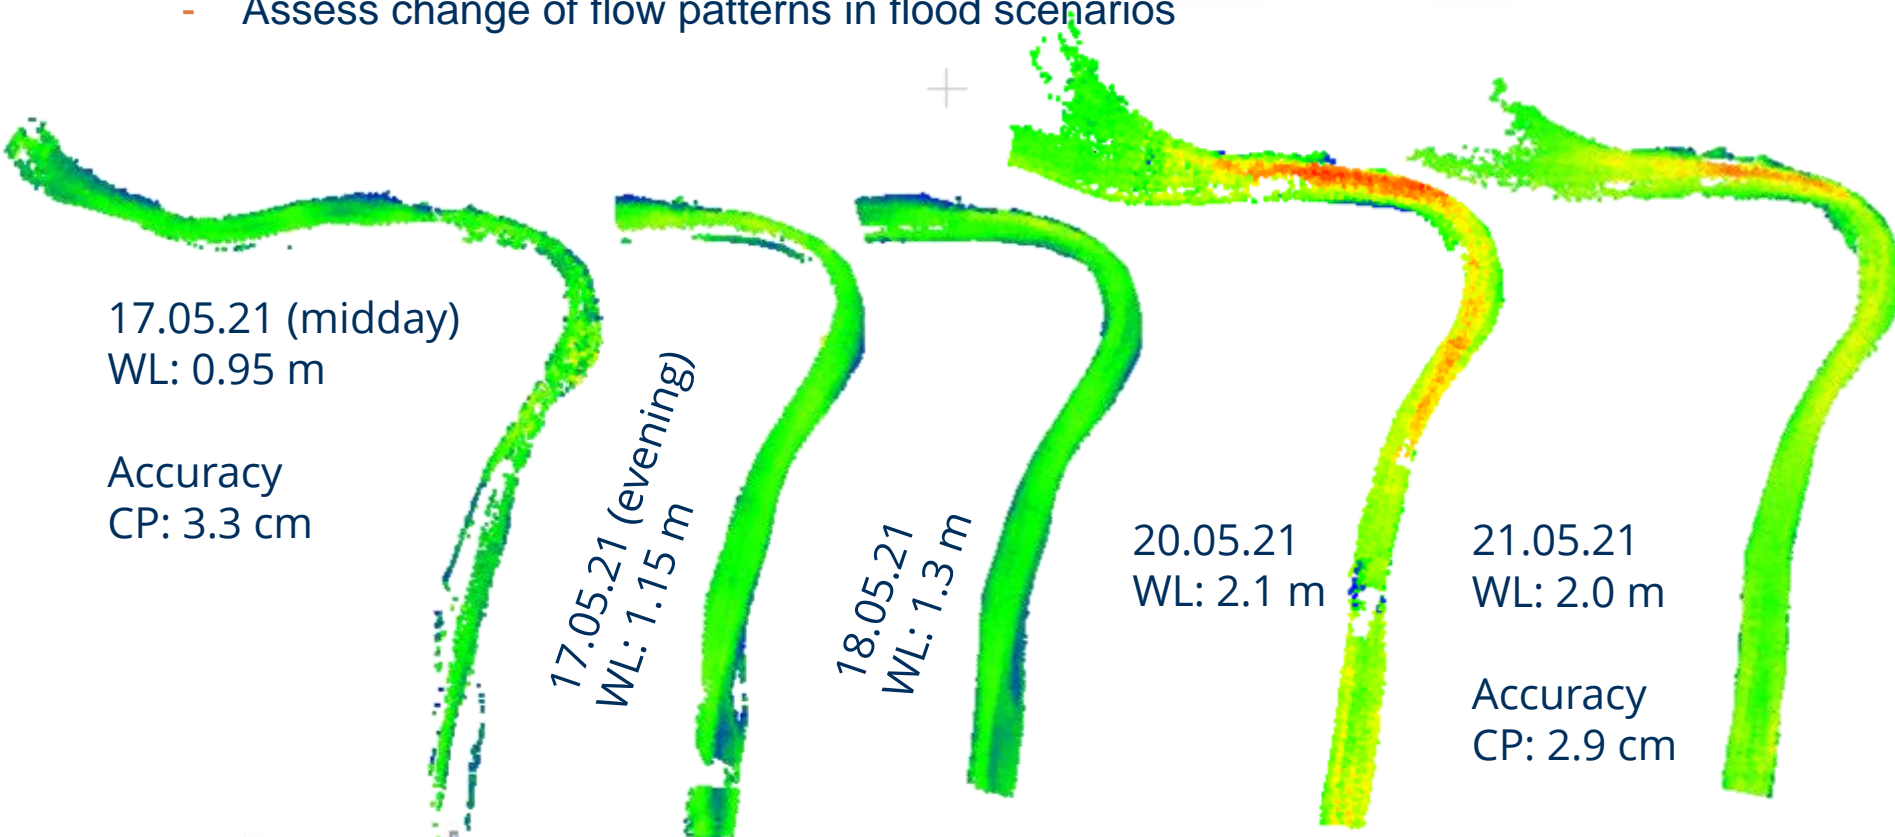 - Assess change of flow patterns in flood scenarios
17.05.21 (midday)
WL: 0.95 m
Accuracy
CP: 3.3 cm
17.05.21 (evening)
WL: 1.15 m
18.05.21
WL: 1.3 m
20.05.21
WL: 2.1 m
21.05.21
WL: 2.0 m
Accuracy
CP: 2.9 cm